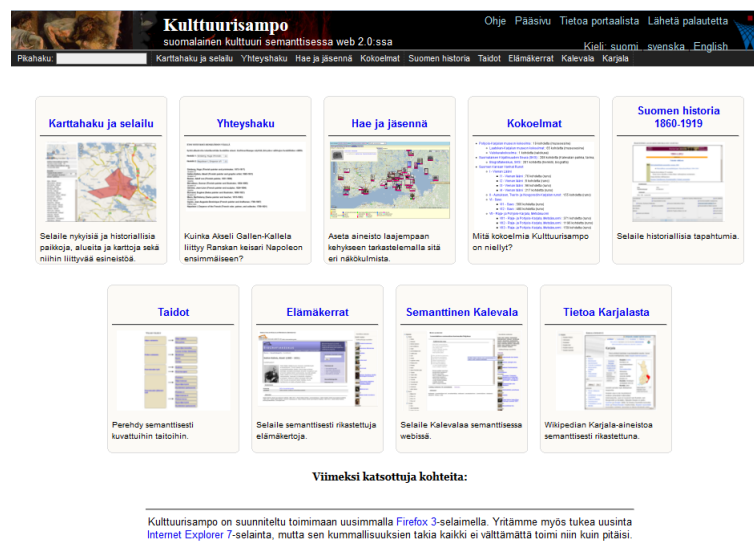 Kulttuurisampo
suomalainen kulttuuri semanttisessa web 2.0:ssa
Ohje Pääsivu Tietoa portaalista Lähetä palautetta
Kieli: suomi svenska English
Pikahaku: Karttahaku ja selailu Yhteyshaku Hae ja jäsennä Kokoelmat Suomen historia Taidot Elämäkerrat Kalevala Karjala
Karttahaku ja selailu
Selaile nykyisiä ja historiallisia
paikkoja, alueita ja karttoja sekä
niihin liittyvää esineistöä.
Yhteyshaku
Kuinka Akseli Gallen-Kallela
liittyy Ranskan keisari Napoleon
ensimmäiseen?
Hae ja jäsennä
Aseta aineisto laajempaan
kehykseen tarkastelemalla sitä
eri näkökulmista.
Kokoelmat
Mitä kokoelmia Kulttuurisampo
on niellyt?
Suomen historia
1860-1919
Selaile historiallisia tapahtumia.
Taidot
Perehdy semanttisesti
kuvattuihin taitoihin.
Elämäkerrat
Selaile semanttisesti rikastettuja
elämäkertoja.
Semanttinen Kalevala
Selaile Kalevalaa semanttisessa
webissä.
Tietoa Karjalasta
Wikipedian Karjala-aineistoa
semanttisesti rikastettuna.
Viimeksi katsottuja kohteita:
Kulttuurisampo on suunniteltu toimimaan uusimmalla Firefox 3-selaimella. Yritämme myös tukea uusinta
Internet Explorer 7-selainta, mutta sen kummallisuuksien takia kaikki ei välttämättä toimi niin kuin pitäisi.